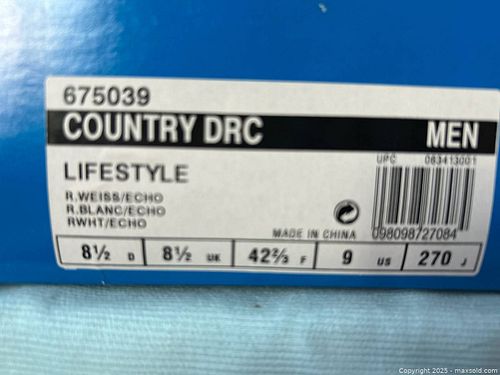 675039
COUNTRY DRC MEN
LIFESTYLE
UPC 063413001
R.WEISS/ECHO
R.BLANC/ECHO
RWHT/ECHO
MADE IN CHINA 098098727084
8½ D 8½ UK 42⅔ F 9 US 270 J
Copyright © 2025 - maxsold.com